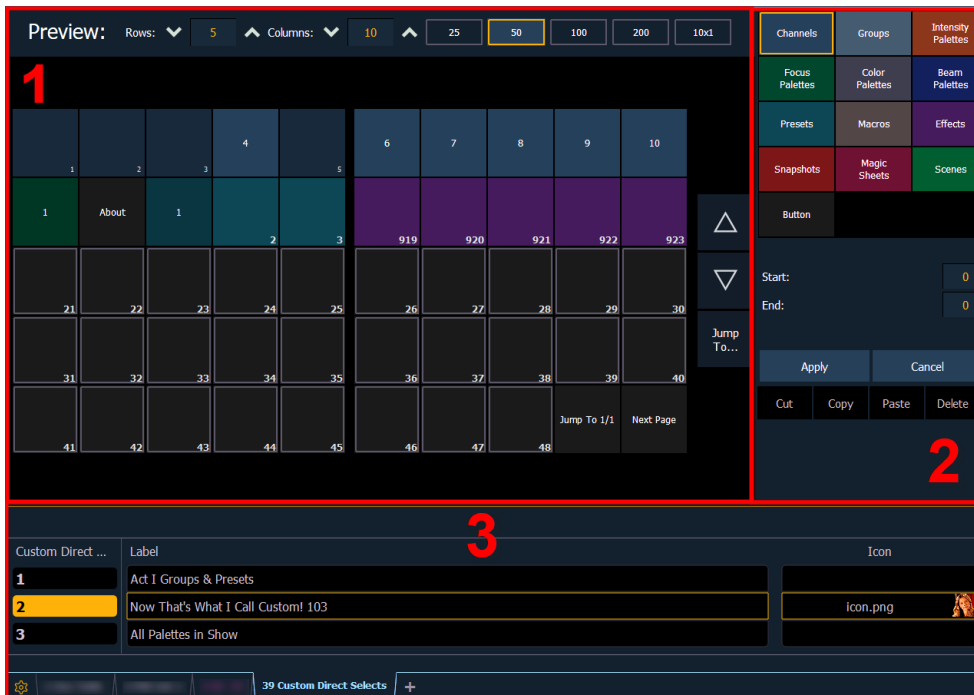 Preview: Rows: 5 Columns: 10 25 50 100 200 10x1
1
4 6 7 8 9 10
1 2 3 5
1 About 1
2 3 919 920 921 922 923
21 22 23 24 25 26 27 28 29 30
31 32 33 34 35 36 37 38 39 40
Jump To 1/1 Next Page
41 42 43 44 45 46 47 48
Jump
To...
Channels Groups Intensity
Palettes
Focus
Palettes
Color
Palettes
Beam
Palettes
Presets Macros Effects
Snapshots Magic
Sheets
Scenes
Button
Start: 0
End: 0
Apply Cancel
Cut Copy Paste Delete
2
3
Custom Direct ... Label Icon
1 Act I Groups & Presets
2 Now That's What I Call Custom! 103 icon.png
3 All Palettes in Show
39 Custom Direct Selects +